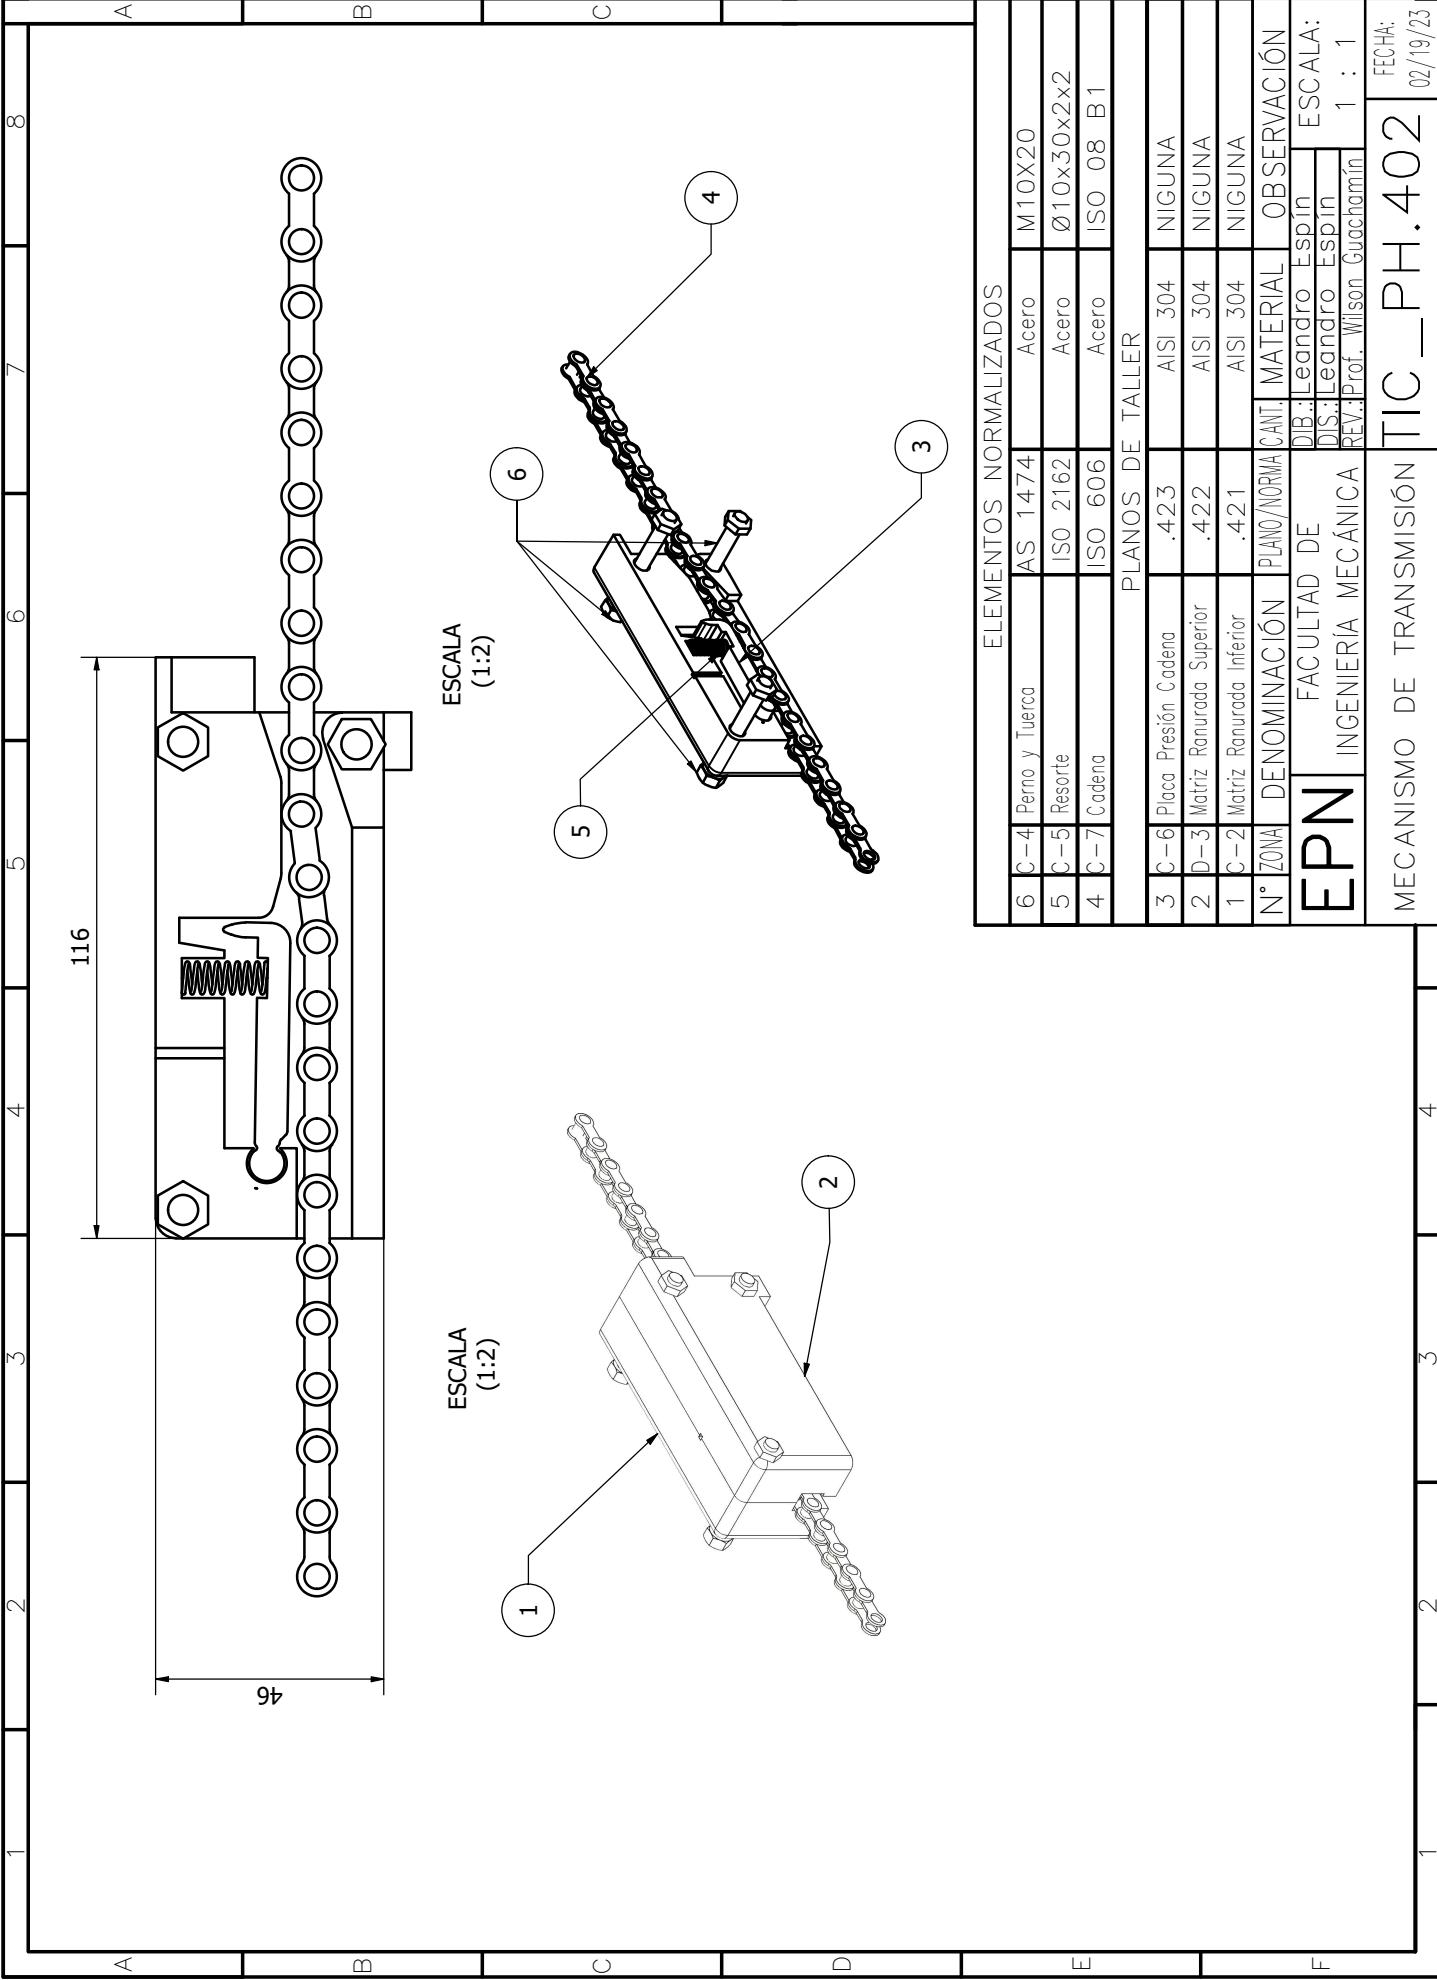 1 2 3 4 5 6 7 8
A
B
C
A
B
C
D
E
F
1 2 3 4
116
46
ESCALA
(1:2)
ESCALA
(1:2)
1
2
5
6
3
4
ELEMENTOS NORMALIZADOS
6 C-4 Perno y Tuerca AS 1474 Acero M10X20
5 C-5 Resorte ISO 2162 Acero Ø10x30x2x2
4 C-7 Cadena ISO 606 Acero ISO 08 B1
PLANOS DE TALLER
3 C-6 Placa Presión Cadena .423 AISI 304 NIGUNA
2 D-3 Matriz Ranurada Superior .422 AISI 304 NIGUNA
1 C-2 Matriz Ranurada Inferior .421 AISI 304 NIGUNA
N° ZONA DENOMINACIÓN PLANO/NORMA CANT. MATERIAL OBSERVACIÓN
EPN
FACULTAD DE
INGENIERÍA MECÁNICA
DIB.: Leandro Espín
DIS.: Leandro Espín
REV.: Prof. Wilson Guachamín
ESCALA:
1 : 1
MECANISMO DE TRANSMISIÓN
TIC_PH.402
FECHA:
02/19/23